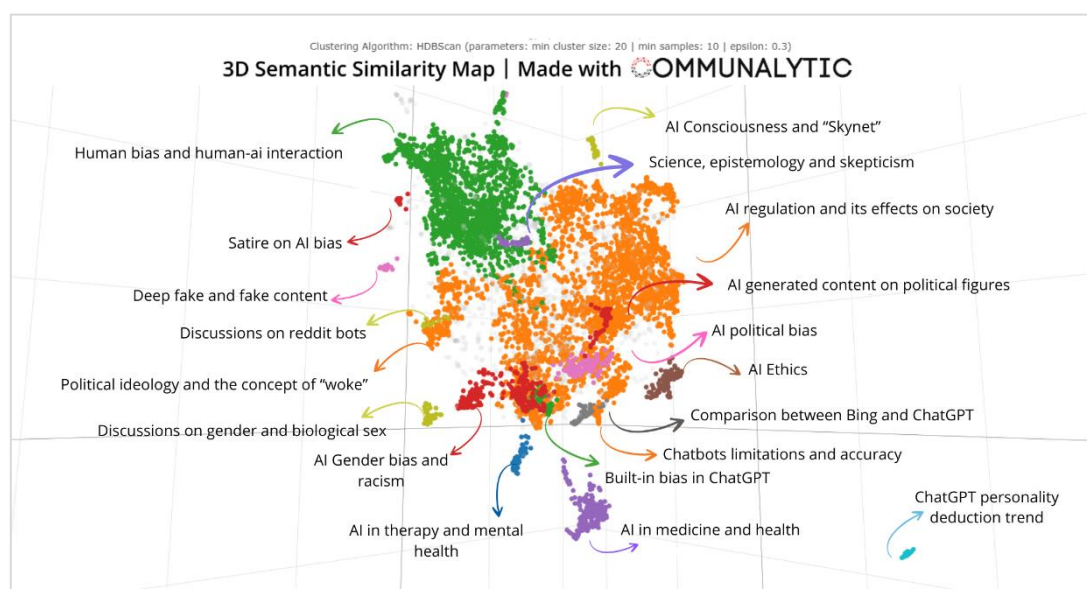 Clustering Algorithm: HDBScan (parameters: min cluster size: 20 | min samples: 10 | epsilon: 0.3)
3D Semantic Similarity Map | Made with COMMUNALYTIC
AI Consciousness and “Skynet”
Human bias and human-ai interaction
Science, epistemology and skepticism
AI regulation and its effects on society
Satire on AI bias
AI generated content on political figures
Deep fake and fake content
Discussions on reddit bots
AI political bias
AI Ethics
Political ideology and the concept of “woke”
Comparison between Bing and ChatGPT
Discussions on gender and biological sex
Chatbots limitations and accuracy
AI Gender bias and
racism
Built-in bias in ChatGPT
ChatGPT personality
deduction trend
AI in therapy and mental
health
AI in medicine and health